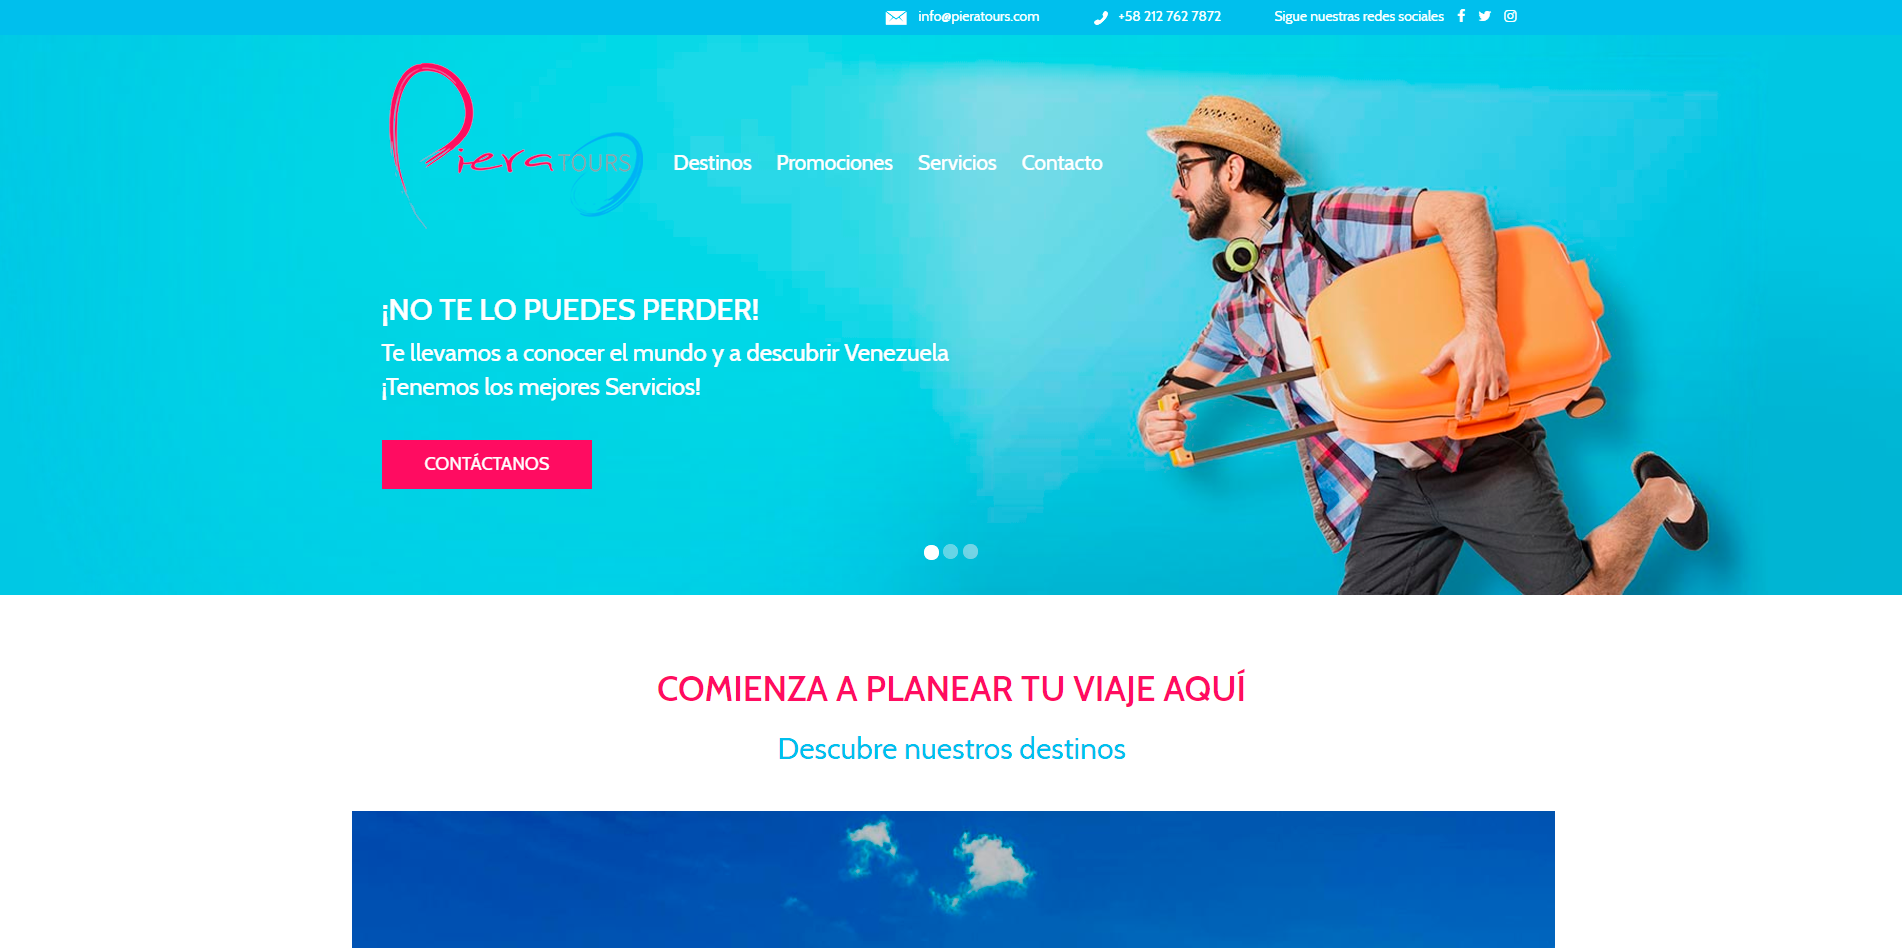 info@pieratours.com
+58 212 762 7872
Sigue nuestras redes sociales
Piera TOURS
Destinos
Promociones
Servicios
Contacto
¡NO TE LO PUEDES PERDER!
Te llevamos a conocer el mundo y a descubrir Venezuela
¡Tenemos los mejores Servicios!
CONTÁCTANOS
COMIENZA A PLANEAR TU VIAJE AQUÍ
Descubre nuestros destinos